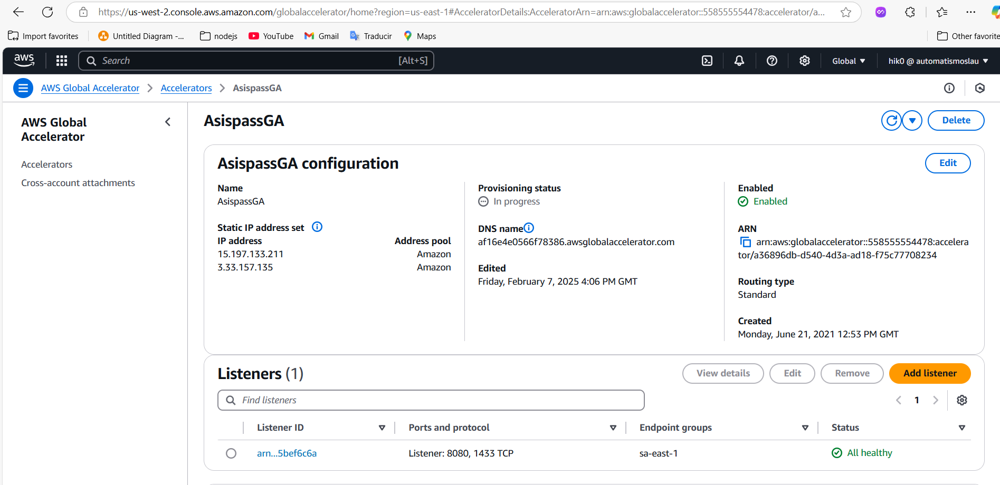 https://us-west-2.console.aws.amazon.com/globalaccelerator/home?region=us-east-1#AcceleratorDetails:AcceleratorArn=arn:aws:globalaccelerator::558555554478:accelerator/a...
Import favorites
Untitled Diagram -...
nodejs
YouTube
Gmail
Traducir
Maps
Other favorite
aws
Search
[Alt+S]
Global
hik0 @ automatismoslau
AWS Global Accelerator
Accelerators
AsispassGA
AWS Global
Accelerator
Accelerators
Cross-account attachments
AsispassGA
Delete
AsispassGA configuration
Edit
Name
AsispassGA
Static IP address set
IP address
Address pool
15.197.133.211
Amazon
3.33.157.135
Amazon
Provisioning status
In progress
DNS name
af16e4e0566f78386.awsglobalaccelerator.com
Edited
Friday, February 7, 2025 4:06 PM GMT
Enabled
Enabled
ARN
arn:aws:globalaccelerator::558555554478:accelera
tor/a36896db-d540-4d3a-ad18-f75c77708234
Routing type
Standard
Created
Monday, June 21, 2021 12:53 PM GMT
Listeners (1)
View details
Edit
Remove
Add listener
Find listeners
1
Listener ID
Ports and protocol
Endpoint groups
Status
arn...5bef6c6a
Listener: 8080, 1433 TCP
sa-east-1
All healthy